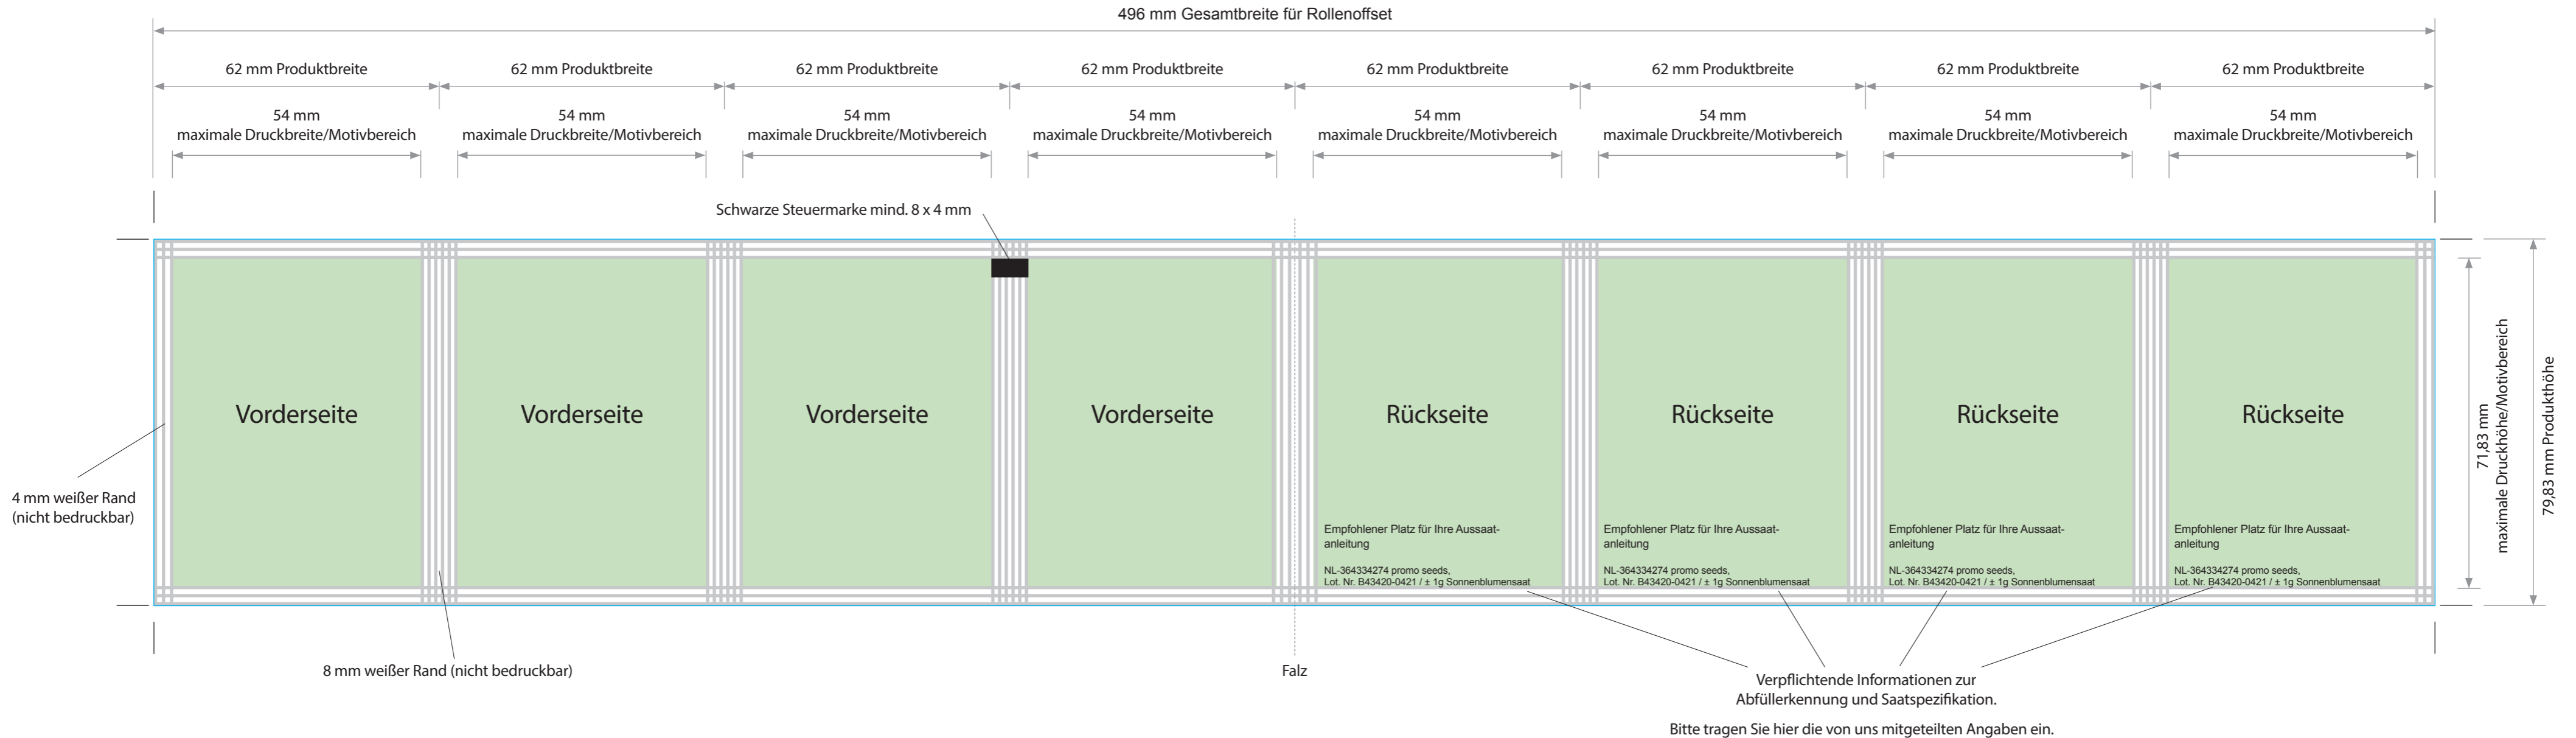 496 mm Gesamtbreite für Rollenoffset
62 mm Produktbreite
62 mm Produktbreite
62 mm Produktbreite
62 mm Produktbreite
62 mm Produktbreite
62 mm Produktbreite
62 mm Produktbreite
62 mm Produktbreite
54 mm
maximale Druckbreite/Motivbereich
54 mm
maximale Druckbreite/Motivbereich
54 mm
maximale Druckbreite/Motivbereich
54 mm
maximale Druckbreite/Motivbereich
54 mm
maximale Druckbreite/Motivbereich
54 mm
maximale Druckbreite/Motivbereich
54 mm
maximale Druckbreite/Motivbereich
54 mm
maximale Druckbreite/Motivbereich
Schwarze Steuermarke mind. 8 x 4 mm
Vorderseite
Vorderseite
Vorderseite
Vorderseite
Rückseite
Rückseite
Rückseite
Rückseite
71,83 mm
maximale Druckhöhe/Motivbereich
79,83 mm Produkthöhe
4 mm weißer Rand
(nicht bedruckbar)
Empfohlener Platz für Ihre Aussaat-
anleitung
NL-364334274 promo seeds,
Lot. Nr. B43420-0421 / ± 1g Sonnenblumensaat
Empfohlener Platz für Ihre Aussaat-
anleitung
NL-364334274 promo seeds,
Lot. Nr. B43420-0421 / ± 1g Sonnenblumensaat
Empfohlener Platz für Ihre Aussaat-
anleitung
NL-364334274 promo seeds,
Lot. Nr. B43420-0421 / ± 1g Sonnenblumensaat
Empfohlener Platz für Ihre Aussaat-
anleitung
NL-364334274 promo seeds,
Lot. Nr. B43420-0421 / ± 1g Sonnenblumensaat
8 mm weißer Rand (nicht bedruckbar)
Falz
Verpflichtende Informationen zur
Abfüllerkennung und Saatspezifikation.
Bitte tragen Sie hier die von uns mitgeteilten Angaben ein.